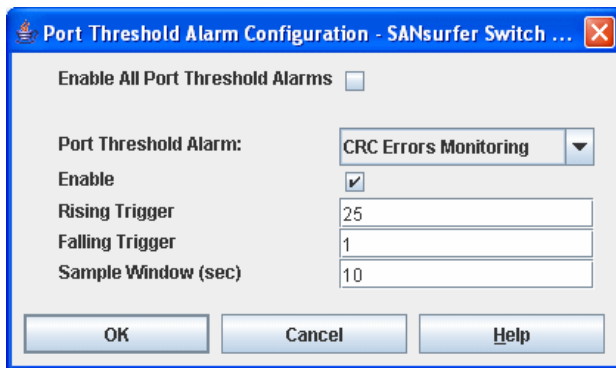 Port Threshold Alarm Configuration - SANsurfer Switch ...
Enable All Port Threshold Alarms
Port Threshold Alarm: CRC Errors Monitoring
Enable
Rising Trigger 25
Falling Trigger 1
Sample Window (sec) 10
OK Cancel Help